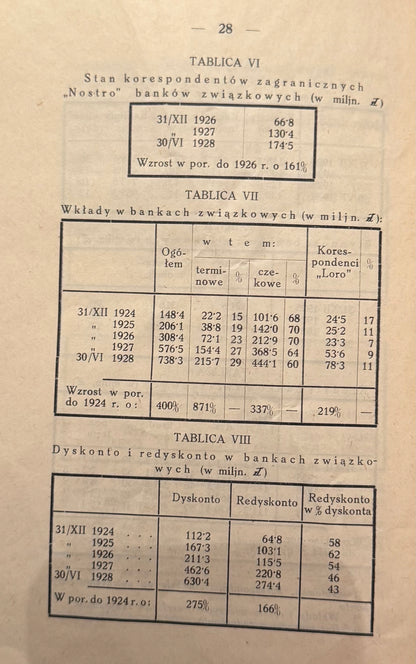 — 28 —
TABLICA VI
Stan korespondentów zagranicznych
„Nostro" banków związkowych (w miljn. zł)
31/XII 1926 66·8
„ 1927 130·4
30/VI 1928 174·5
Wzrost w por. do 1926 r. o 161%
TABLICA VII
Wkłady w bankach związkowych (w miljn. zł):
Ogó-
łem
w tem:
termi-
nowe
%
cze-
kowe
%
Kores-
pondenci
„Loro"
%
31/XII 1924 148·4 22·2 15 101·6 68 24·5 17
„ 1925 206·1 38·8 19 142·0 70 25·2 11
„ 1926 308·4 72·1 23 212·9 70 23·3 7
„ 1927 576·5 154·4 27 368·5 64 53·6 9
30/VI 1928 738·3 215·7 29 444·1 60 78·3 11
Wzrost w por.
do 1924 r. o: 400% 871% — 337% — 219% —
TABLICA VIII
Dyskonto i redyskonto w bankach związko-
wych (w miljn. zł)
Dyskonto
Redyskonto
Redyskonto
w % dyskonta
31/XII 1924 . . . 112·2 64·8 58
„ 1925 . . . 167·3 103·1 62
„ 1926 . . . 211·3 115·5 54
„ 1927 . . . 462·6 220·8 46
30/VI 1928 . . . 630·4 274·4 43
W por. do 1924 r. o: 275% 166%